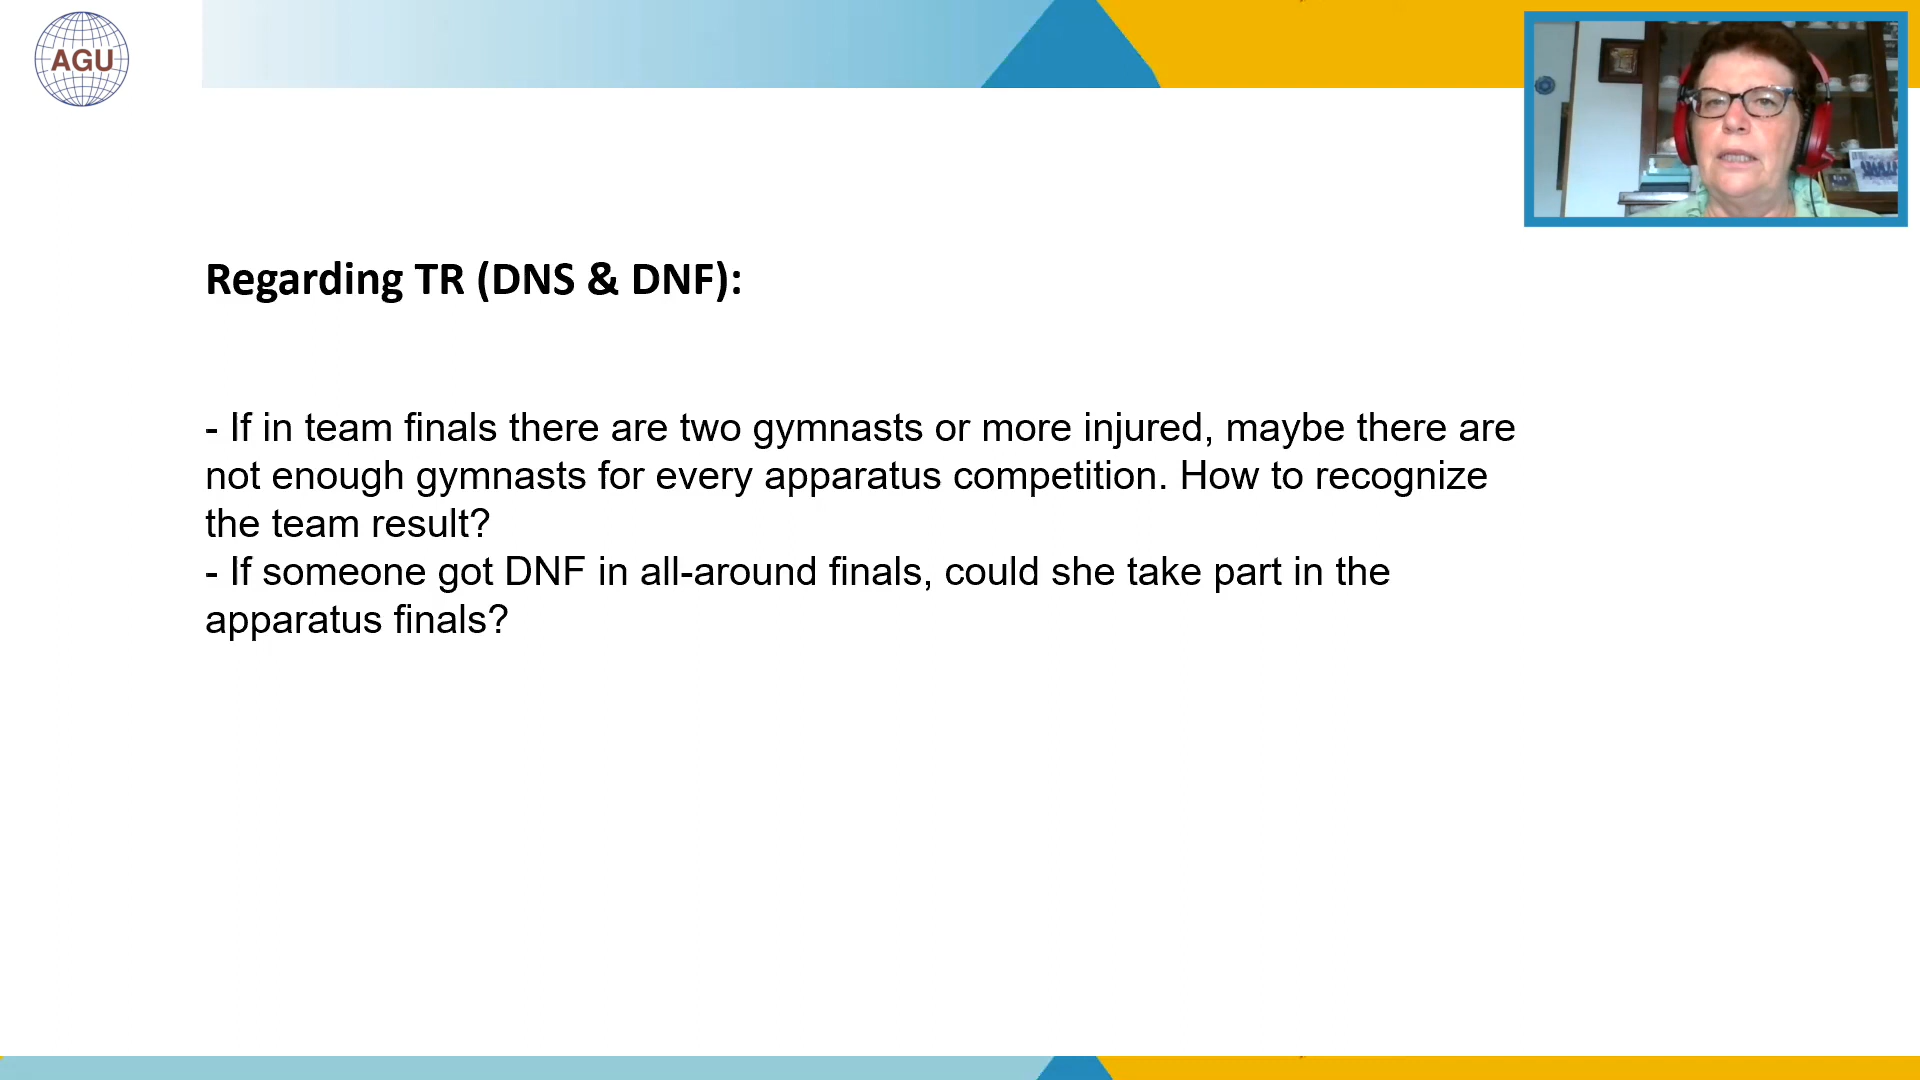 AGU
Regarding TR (DNS & DNF):
- If in team finals there are two gymnasts or more injured, maybe there are
not enough gymnasts for every apparatus competition. How to recognize
the team result?
- If someone got DNF in all-around finals, could she take part in the
apparatus finals?